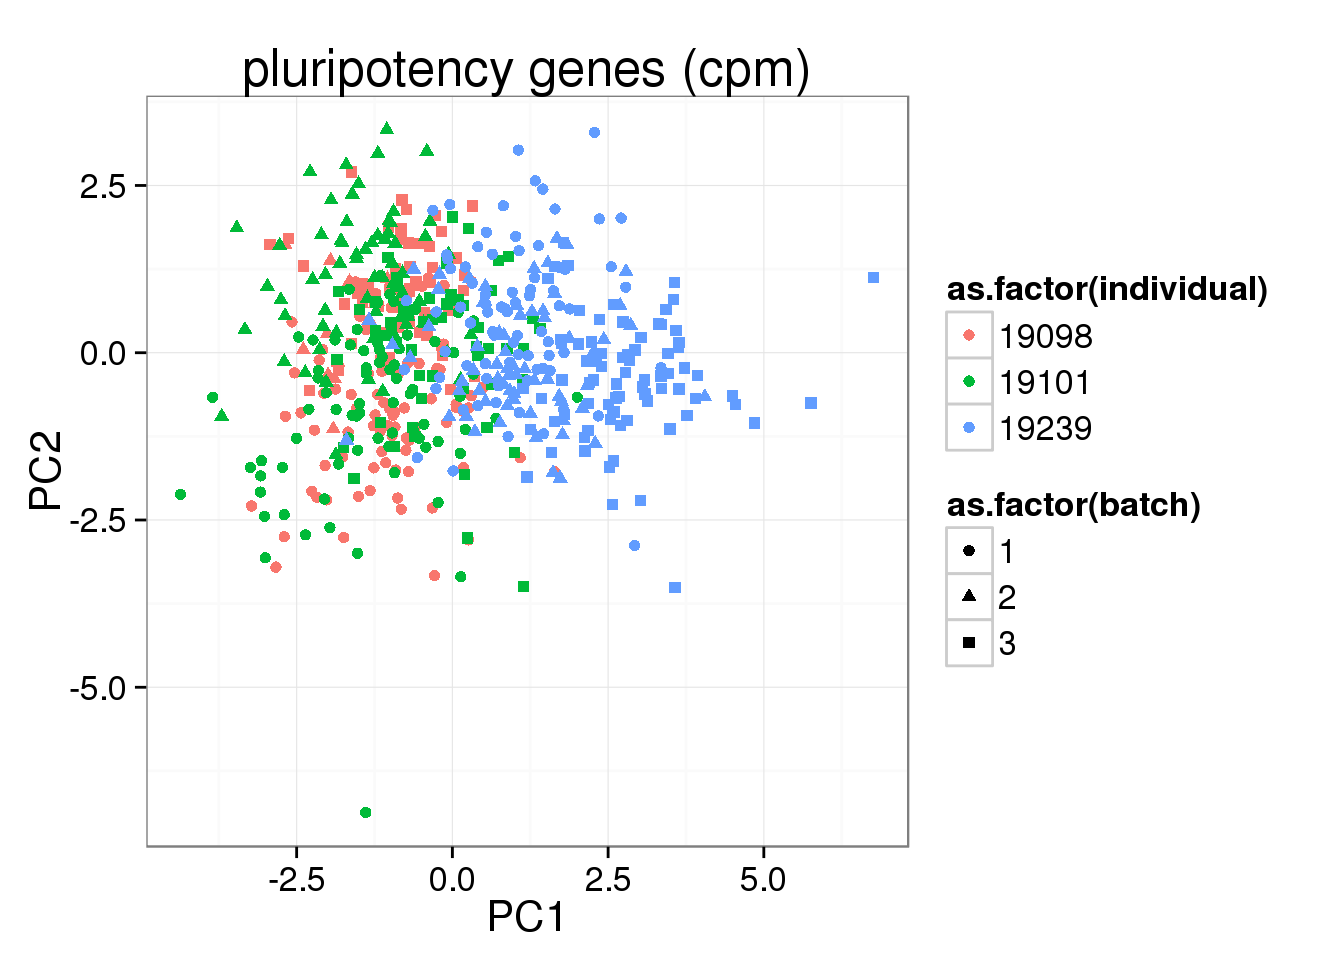 pluripotency genes (cpm)
PC2
2.5
0.0
-2.5
-5.0
-2.5
0.0
2.5
5.0
PC1
as.factor(individual)
19098
19101
19239
as.factor(batch)
1
2
3